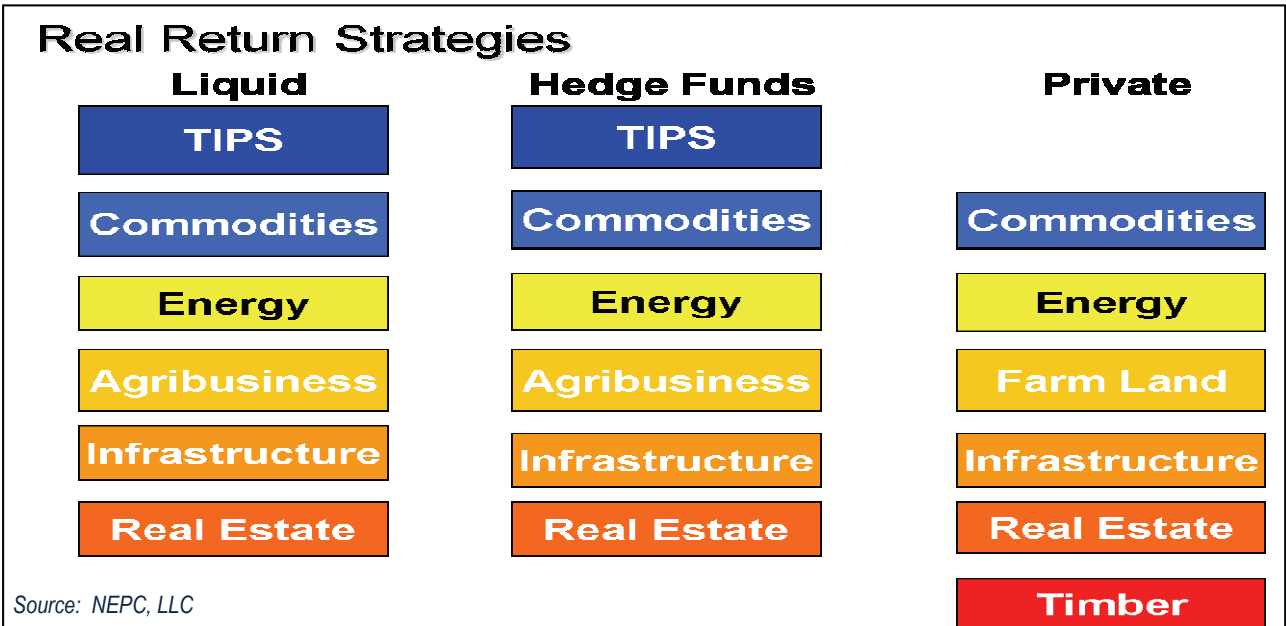 Real Return Strategies
Liquid Hedge Funds Private
TIPS TIPS
Commodities Commodities Commodities
Energy Energy Energy
Agribusiness Agribusiness Farm Land
Infrastructure Infrastructure Infrastructure
Real Estate Real Estate Real Estate
Timber
Source: NEPC, LLC